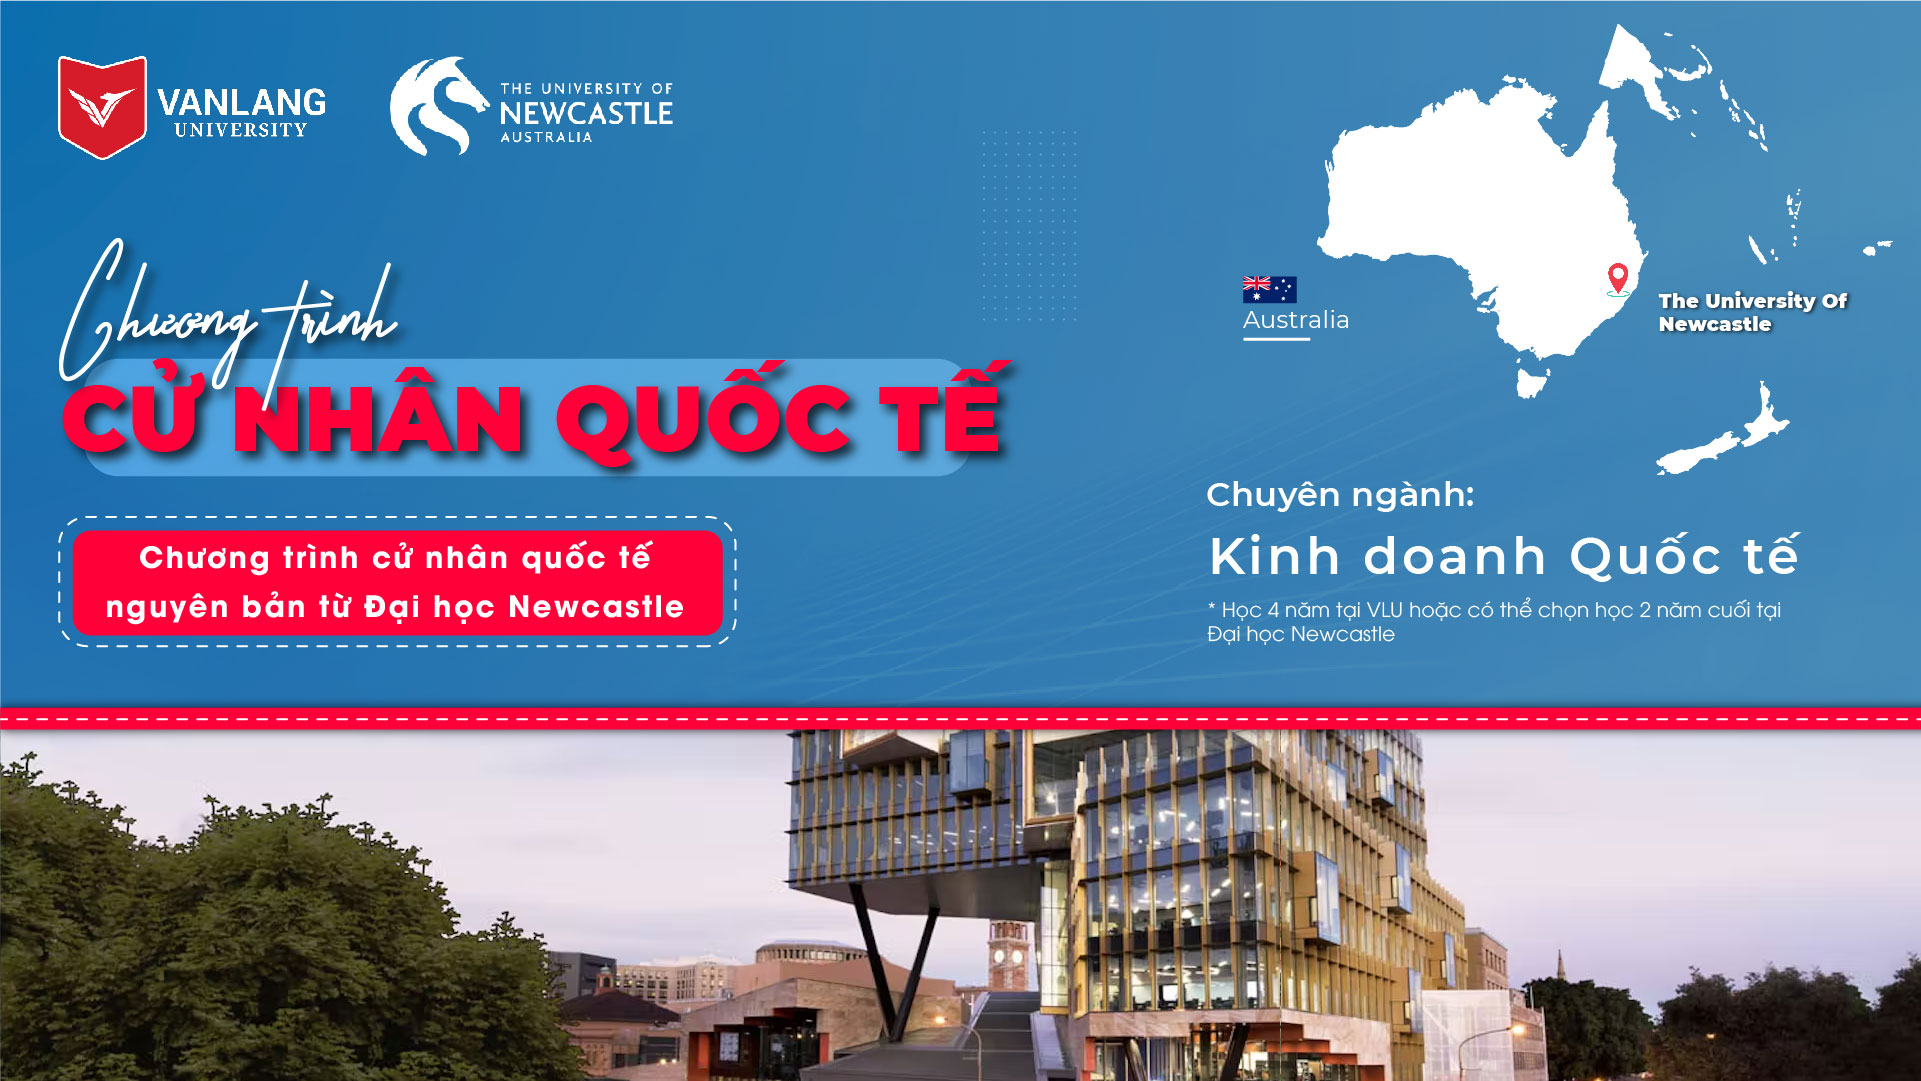 VANLANG
UNIVERSITY
THE UNIVERSITY OF
NEWCASTLE
AUSTRALIA
Chương trình
CỬ NHÂN QUỐC TẾ
Chương trình cử nhân quốc tế
nguyên bản từ Đại học Newcastle
Australia
The University Of
Newcastle
Chuyên ngành:
Kinh doanh Quốc tế
* Học 4 năm tại VLU hoặc có thể chọn học 2 năm cuối tại
Đại học Newcastle